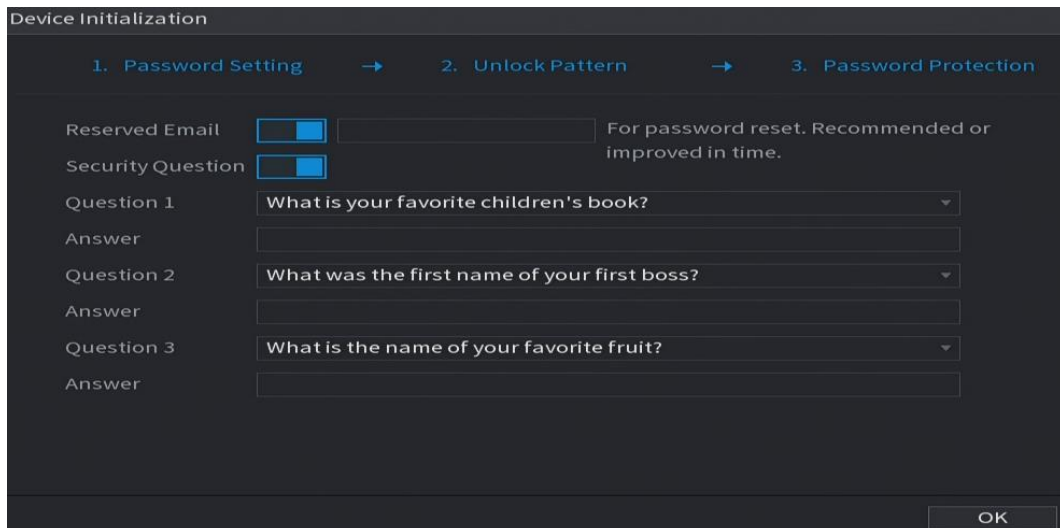 Device Initialization
1. Password Setting → 2. Unlock Pattern → 3. Password Protection
Reserved Email For password reset. Recommended or
improved in time.
Security Question
Question 1 What is your favorite children's book?
Answer
Question 2 What was the first name of your first boss?
Answer
Question 3 What is the name of your favorite fruit?
Answer
OK